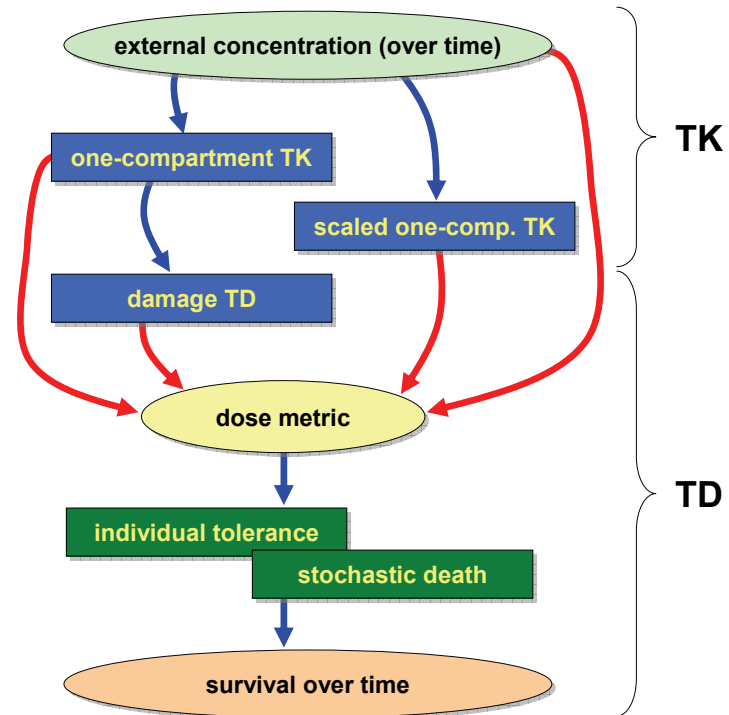 external concentration (over time)
TK
one-compartment TK
scaled one-comp. TK
damage TD
dose metric
TD
individual tolerance
stochastic death
survival over time